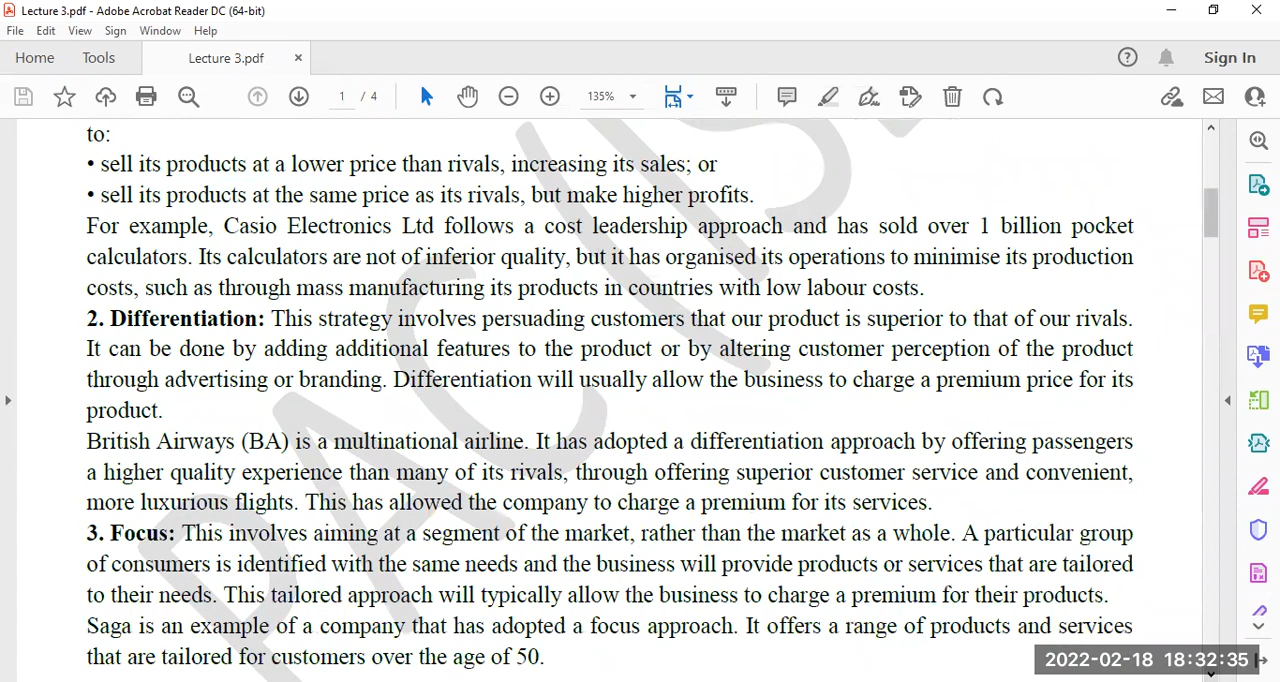 Lecture 3.pdf - Adobe Acrobat Reader DC (64-bit)
File Edit View Sign Window Help
Home Tools Lecture 3.pdf × Sign In
1 / 4 135%
to:
• sell its products at a lower price than rivals, increasing its sales; or
• sell its products at the same price as its rivals, but make higher profits.
For example, Casio Electronics Ltd follows a cost leadership approach and has sold over 1 billion pocket
calculators. Its calculators are not of inferior quality, but it has organised its operations to minimise its production
costs, such as through mass manufacturing its products in countries with low labour costs.
2. Differentiation: This strategy involves persuading customers that our product is superior to that of our rivals.
It can be done by adding additional features to the product or by altering customer perception of the product
through advertising or branding. Differentiation will usually allow the business to charge a premium price for its
product.
British Airways (BA) is a multinational airline. It has adopted a differentiation approach by offering passengers
a higher quality experience than many of its rivals, through offering superior customer service and convenient,
more luxurious flights. This has allowed the company to charge a premium for its services.
3. Focus: This involves aiming at a segment of the market, rather than the market as a whole. A particular group
of consumers is identified with the same needs and the business will provide products or services that are tailored
to their needs. This tailored approach will typically allow the business to charge a premium for their products.
Saga is an example of a company that has adopted a focus approach. It offers a range of products and services
that are tailored for customers over the age of 50.
2022-02-18 18:32:35